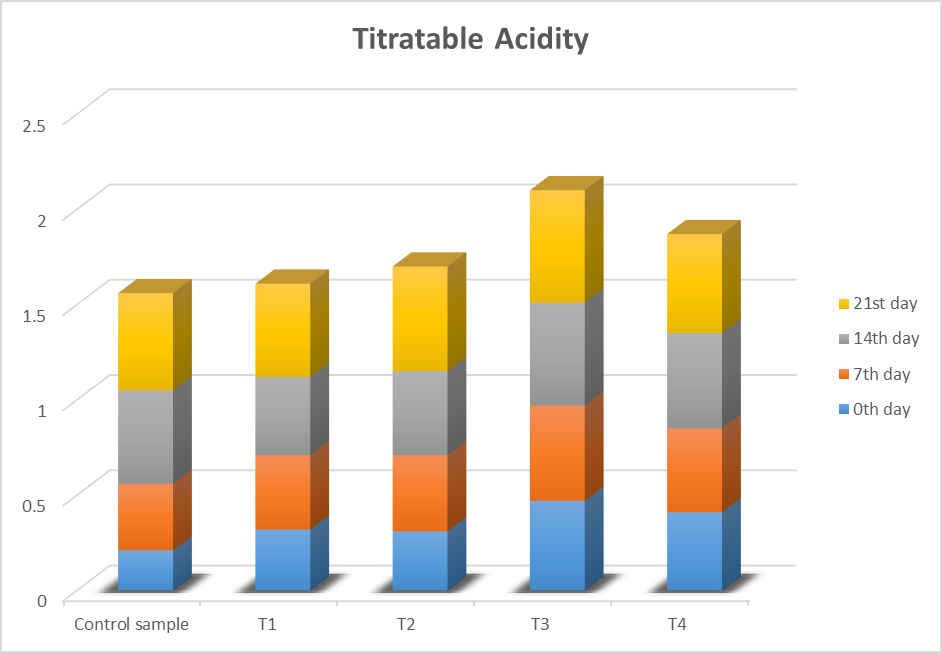 Titratable Acidity
2.5
2
1.5
1
0.5
0
Control sample
T1
T2
T3
T4
21st day
14th day
7th day
0th day